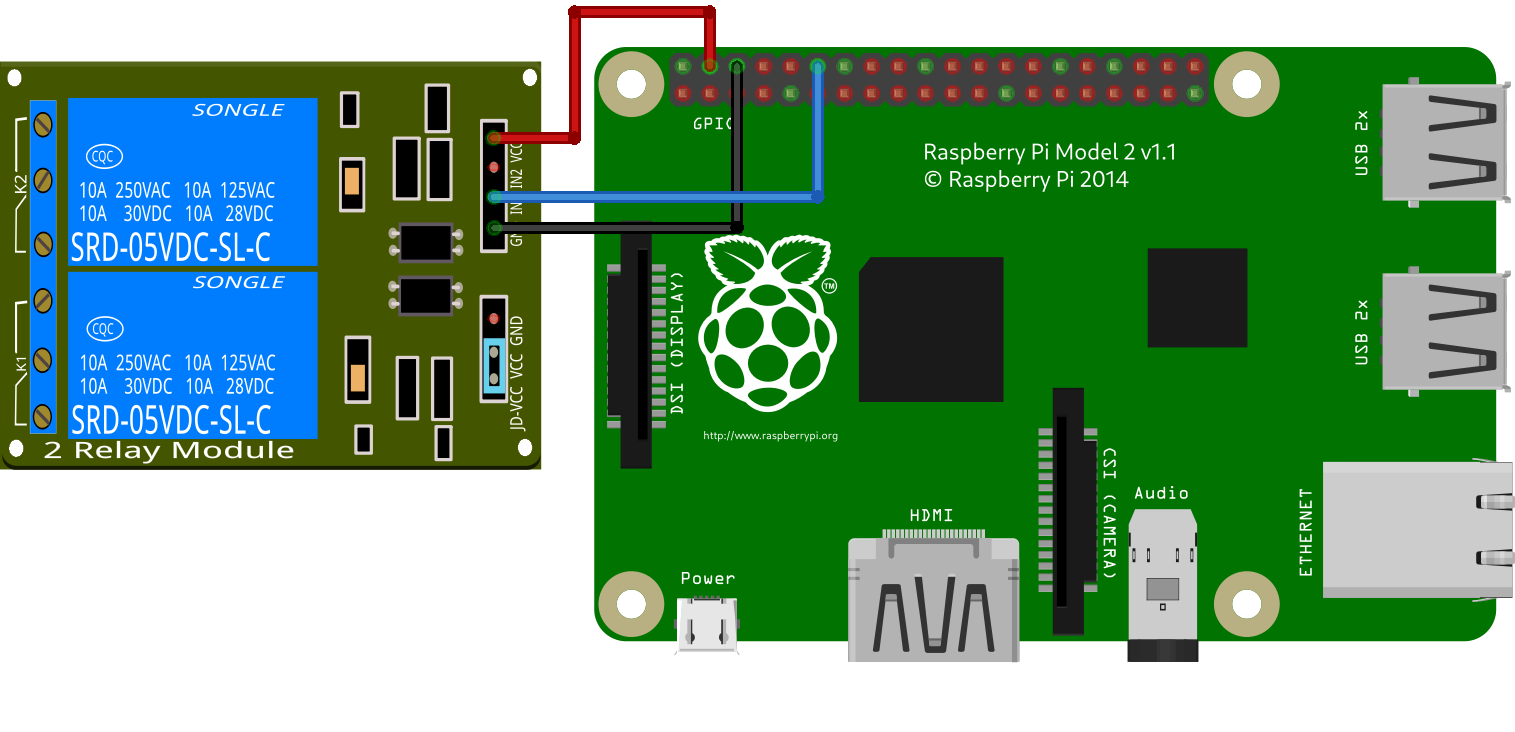 SONGLE
CQC
10A 250VAC 10A 125VAC
10A 30VDC 10A 28VDC
SRD-05VDC-SL-C
SONGLE
CQC
10A 250VAC 10A 125VAC
10A 30VDC 10A 28VDC
SRD-05VDC-SL-C
2 Relay Module
K2
K1
IN2 VCC
JD-VCC VCC GND
Raspberry Pi Model 2 v1.1
© Raspberry Pi 2014
TM
DSI (DISPLAY)
http://www.raspberrypi.org
USB 2x
USB 2x
CSI (CAMERA)
Audio
HDMI
ETHERNET
Power